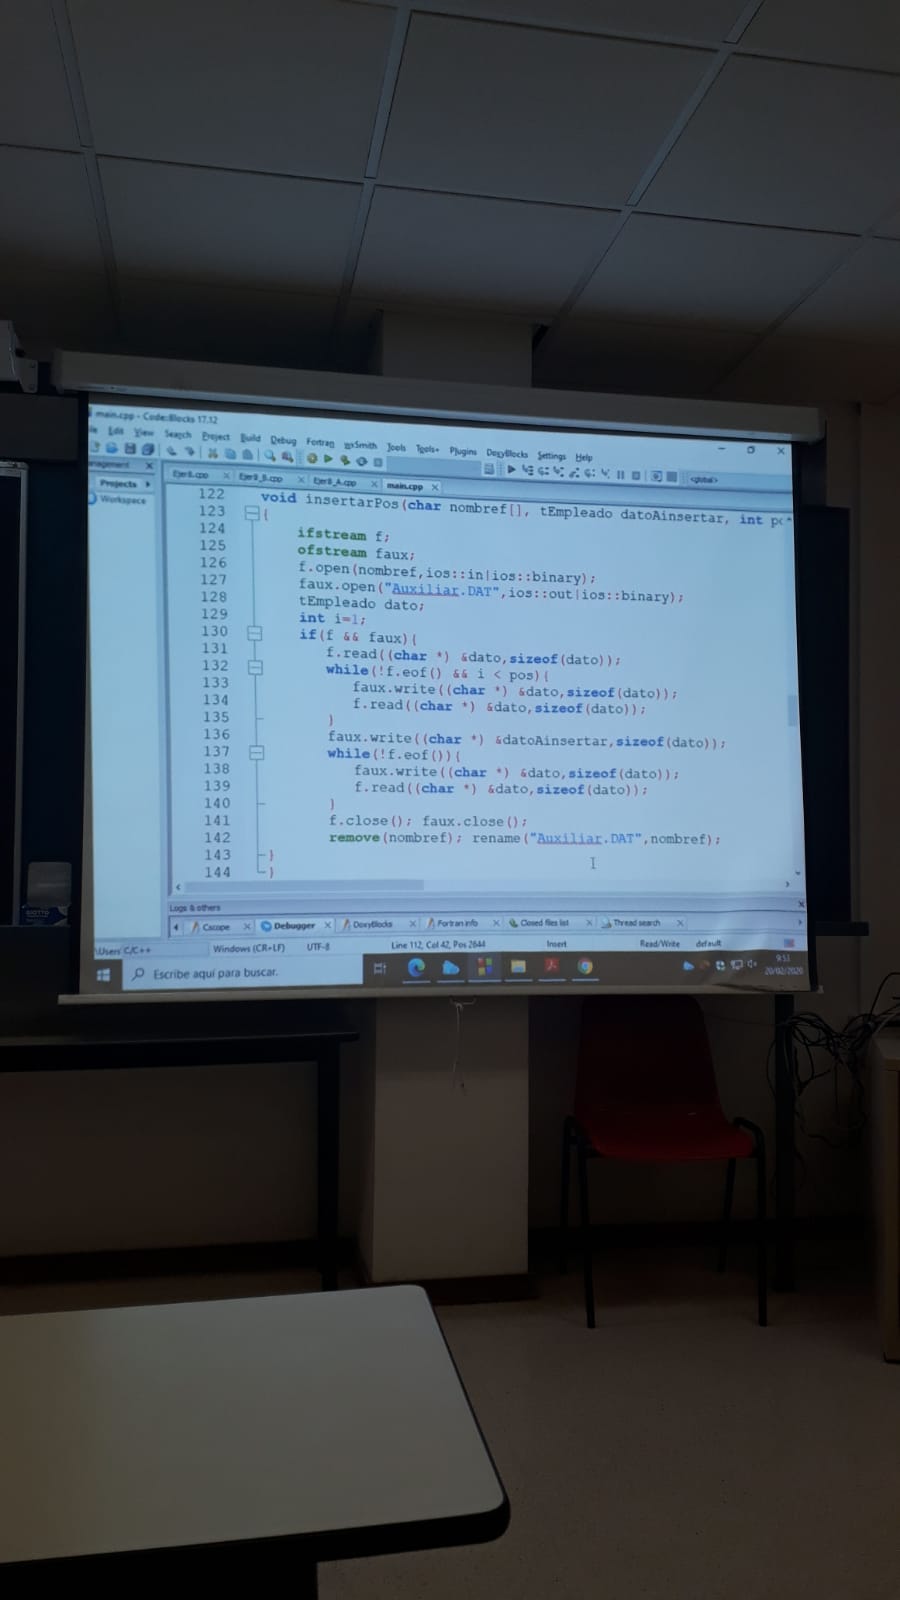 main.cpp - Code::Blocks 17.12
Edit View Search Project Build Debug Fortran wxSmith Tools Tools+ Plugins DoxyBlocks Settings Help
<global>
Projects
Workspace
Ejer8.cpp Ejer8_B.cpp Ejer8_A.cpp main.cpp
122 void insertarPos(char nombref[], tEmpleado datoAinsertar, int p
123 {
124 ifstream f;
125 ofstream faux;
126 f.open(nombref,ios::in|ios::binary);
127 faux.open("Auxiliar.DAT",ios::out|ios::binary);
128 tEmpleado dato;
129 int i=1;
130 if(f && faux){
131 f.read((char *) &dato,sizeof(dato));
132 while(!f.eof() && i < pos){
133 faux.write((char *) &dato,sizeof(dato));
134 f.read((char *) &dato,sizeof(dato));
135 }
136 faux.write((char *) &datoAinsertar,sizeof(dato));
137 while(!f.eof()){
138 faux.write((char *) &dato,sizeof(dato));
139 f.read((char *) &dato,sizeof(dato));
140 }
141 f.close(); faux.close();
142 remove(nombref); rename("Auxiliar.DAT",nombref);
143 }
144 }
Logs & others
Cscope Debugger DoxyBlocks Fortran info Closed files list Thread search
C/C++ Windows (CR+LF) UTF-8 Line 112, Col 42, Pos 2644 Insert Read/Write default
Escribe aquí para buscar.
9:53
20/02/2020
GIOTTO